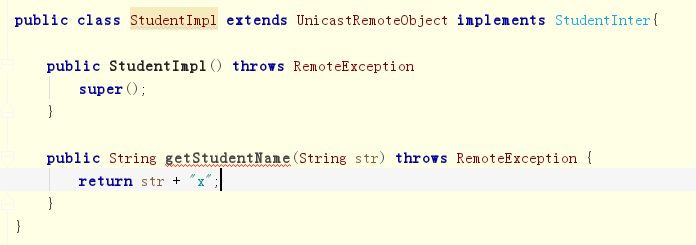 public class StudentImpl extends UnicastRemoteObject implements StudentInter{
public StudentImpl() throws RemoteException
super();
}
public String getStudentName(String str) throws RemoteException {
return str + "x";
}
}